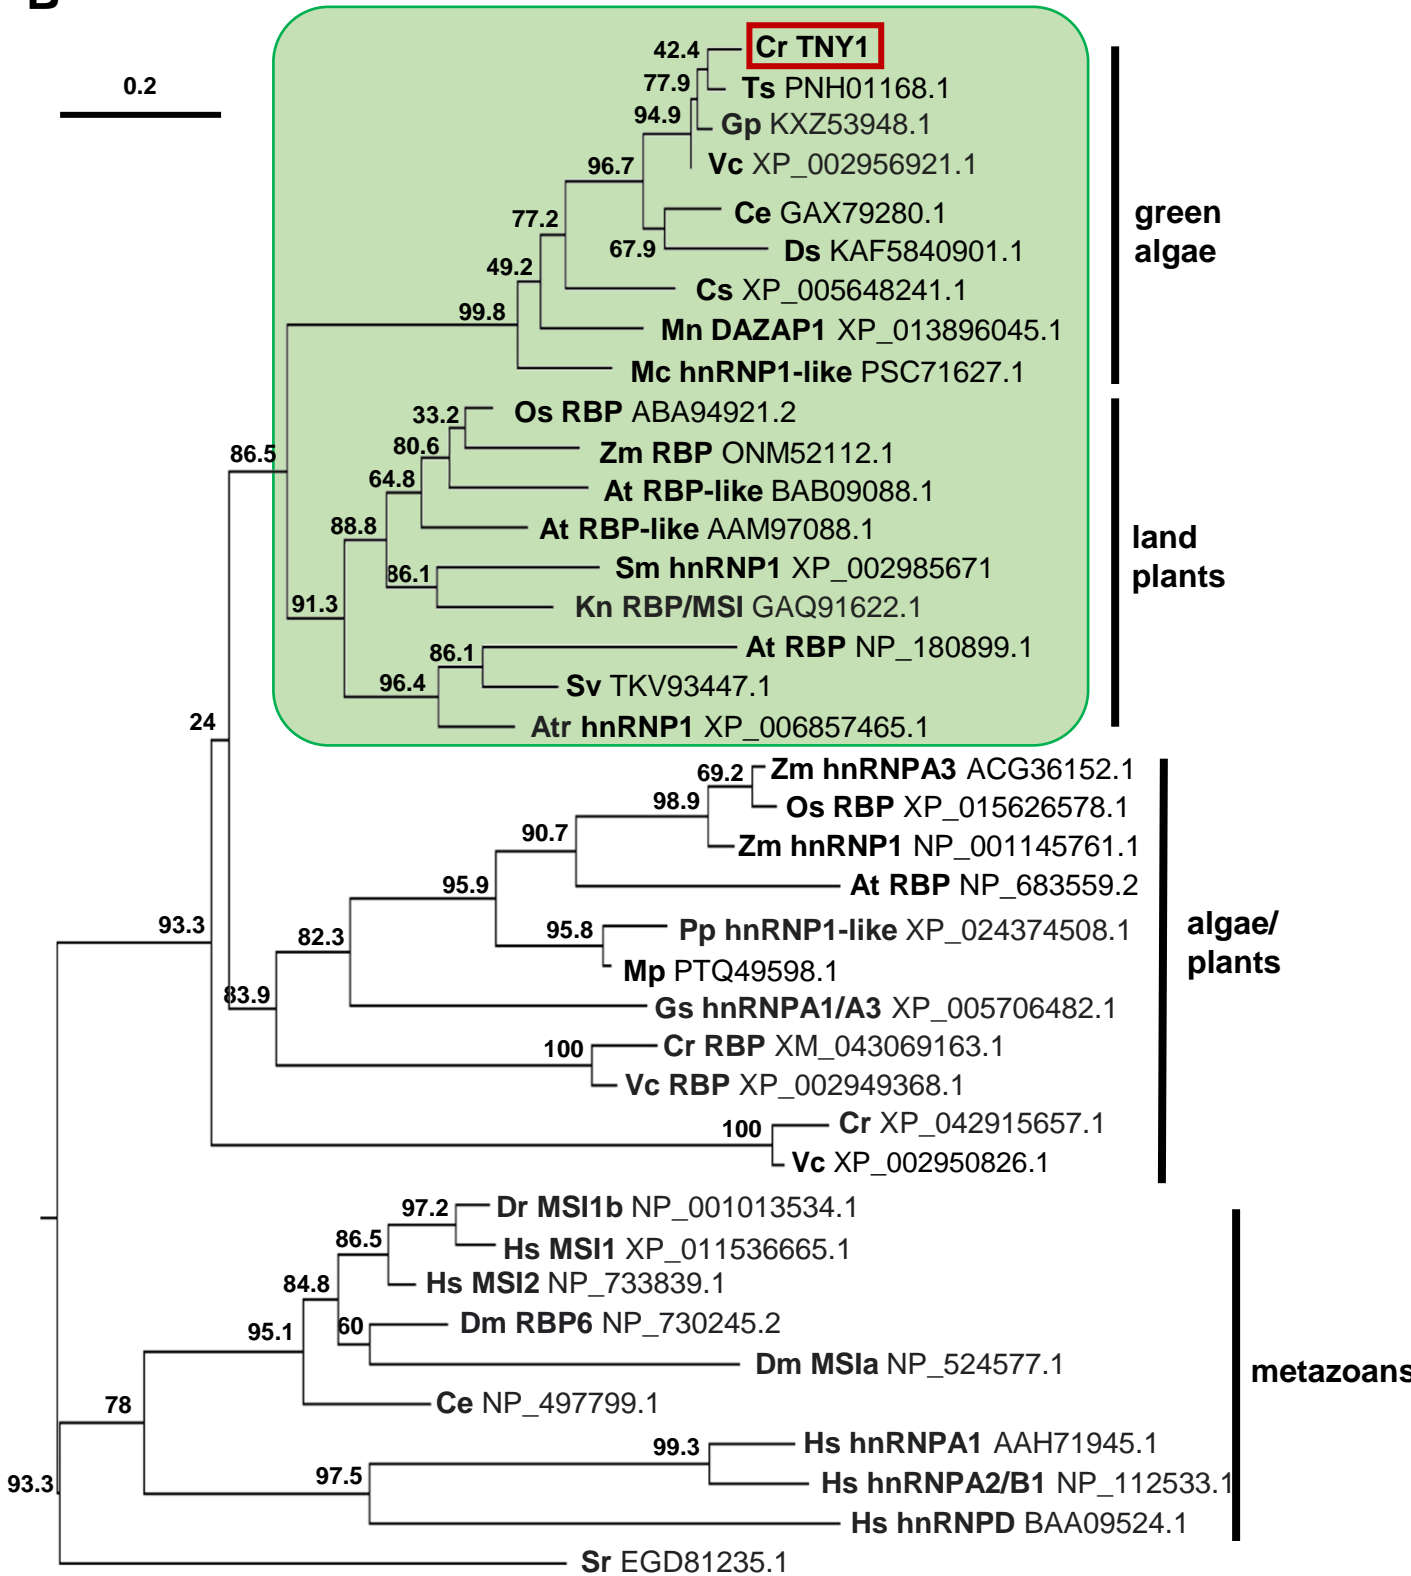 B
42.4
Cr TNY1
0.2
77.9
Ts PNH01168.1
94.9
Gp KXZ53948.1
96.7
Vc XP_002956921.1
77.2
Ce GAX79280.1
green
algae
67.9
Ds KAF5840901.1
49.2
Cs XP_005648241.1
99.8
Mn DAZAP1 XP_013896045.1
Mc hnRNP1-like PSC71627.1
33.2
Os RBP ABA94921.2
80.6
Zm RBP ONM52112.1
86.5
64.8
At RBP-like BAB09088.1
88.8
At RBP-like AAM97088.1
land
plants
86.1
Sm hnRNP1 XP_002985671
91.3
Kn RBP/MSI GAQ91622.1
86.1
At RBP NP_180899.1
96.4
Sv TKV93447.1
24
Atr hnRNP1 XP_006857465.1
69.2
Zm hnRNPA3 ACG36152.1
98.9
Os RBP XP_015626578.1
90.7
Zm hnRNP1 NP_001145761.1
95.9
At RBP NP_683559.2
93.3
82.3
95.8
Pp hnRNP1-like XP_024374508.1
algae/
plants
Mp PTQ49598.1
83.9
Gs hnRNPA1/A3 XP_005706482.1
100
Cr RBP XM_043069163.1
Vc RBP XP_002949368.1
100
Cr XP_042915657.1
Vc XP_002950826.1
97.2
Dr MSI1b NP_001013534.1
86.5
Hs MSI1 XP_011536665.1
84.8
Hs MSI2 NP_733839.1
95.1
60
Dm RBP6 NP_730245.2
Dm MSIa NP_524577.1
metazoans
78
Ce NP_497799.1
99.3
Hs hnRNPA1 AAH71945.1
93.3
97.5
Hs hnRNPA2/B1 NP_112533.1
Hs hnRNPD BAA09524.1
Sr EGD81235.1